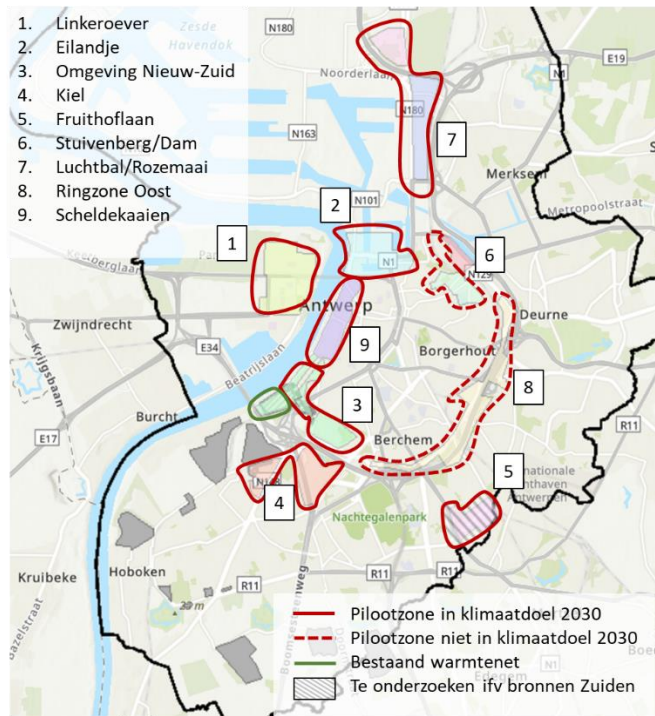 1. Linkeroever
2. Eilandje
3. Omgeving Nieuw-Zuid
4. Kiel
5. Fruithoflaan
6. Stuivenberg/Dam
7. Luchtbal/Rozemaai
8. Ringzone Oost
9. Scheldekaaien
Zesde
Havendok
N180
Noorderlaan
E19
N1
N180
N163
7
Merksem
Metropoolstraat
2
N101
1
N1
6
N129
Antwerp
Deurne
Zwijndrecht
E34
Beatrijslaan
9
Borgerhout
8
Krijgsbaan
Burcht
3
R11
E17
Berchem
5
4
Nachtegalenpark
Antwerpen
Kruibeke
Hoboken
R11
R11
20 m
Boomsesteenweg
Edegem
Pilootzone in klimaatdoel 2030
Pilootzone niet in klimaatdoel 2030
Bestaand warmtenet
Te onderzoeken ifv bronnen Zuiden